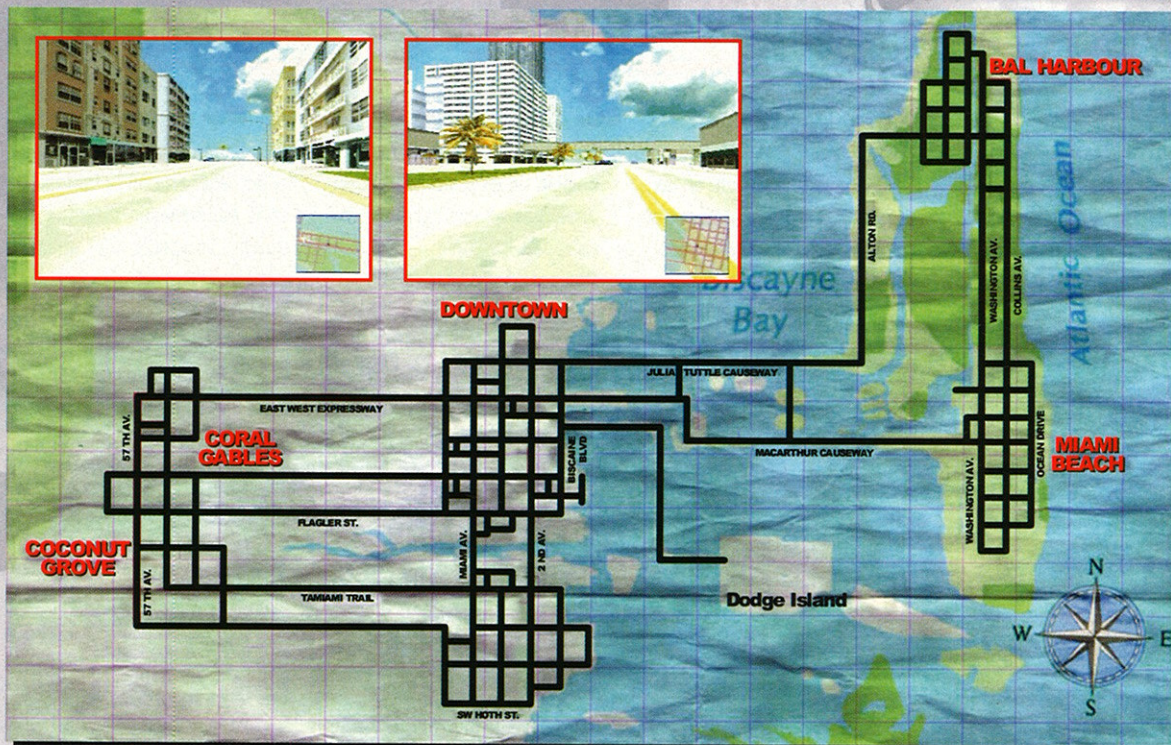 BAL HARBOUR
Atlantic Ocean
ALTON RD.
WASHINGTON AV.
COLLINS AV.
Biscayne
Bay
DOWNTOWN
JULIA TUTTLE CAUSEWAY
EAST WEST EXPRESSWAY
57 TH AV.
CORAL
GABLES
BISCAINE
BLVD
MACARTHUR CAUSEWAY
OCEAN DRIVE
MIAMI
BEACH
WASHINGTON AV.
FLAGLER ST.
COCONUT
GROVE
MIAMI AV.
2 ND AV.
57 TH AV.
TAMIAMI TRAIL
Dodge Island
N
W
E
S
SW HOTH ST.